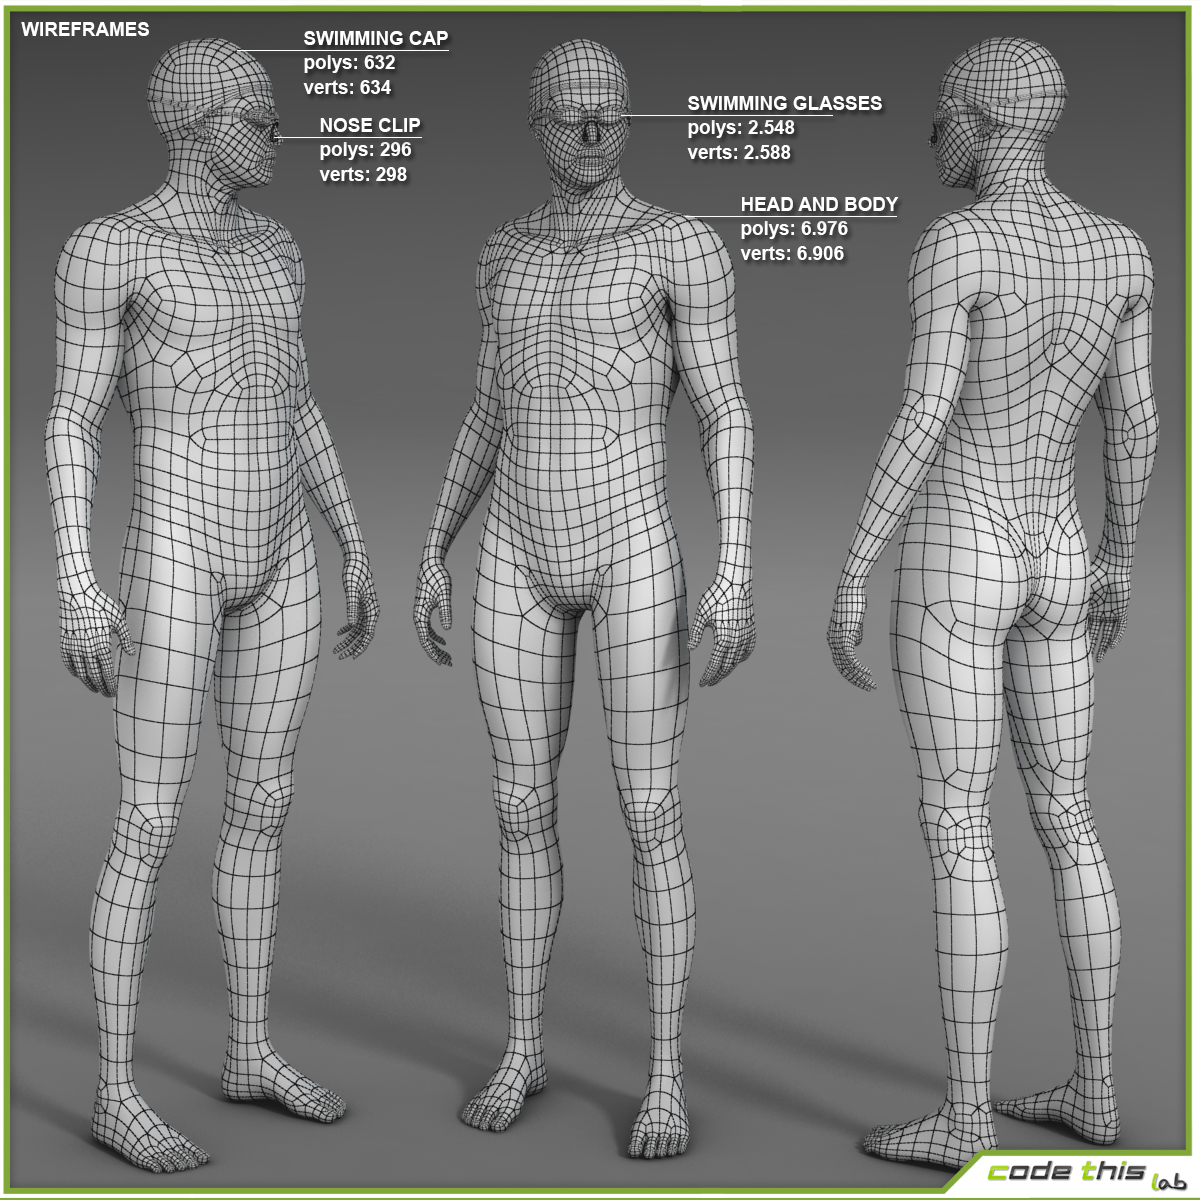 WIREFRAMES
SWIMMING CAP
polys: 632
verts: 634
NOSE CLIP
polys: 296
verts: 298
SWIMMING GLASSES
polys: 2.548
verts: 2.588
HEAD AND BODY
polys: 6.976
verts: 6.906
code this
Lab